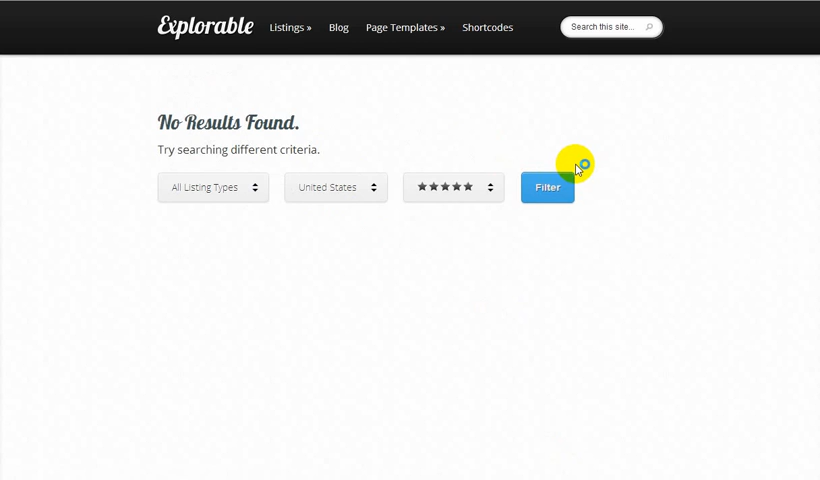 Explorable
Listings » Blog Page Templates » Shortcodes Search this site...
No Results Found.
Try searching different criteria.
All Listing Types United States ★★★★★ Filter